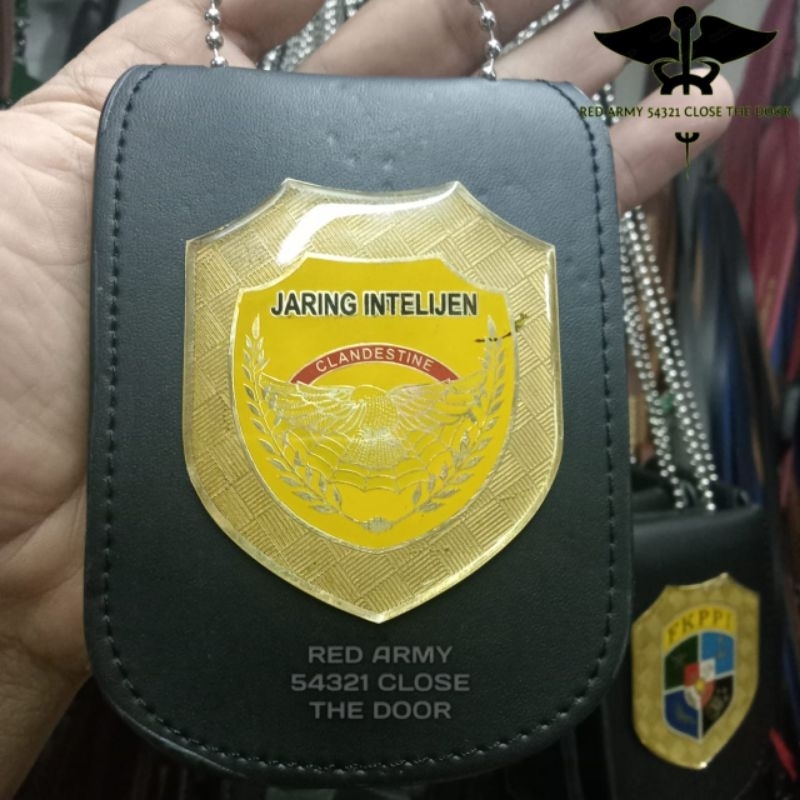 RED ARMY 54321 CLOSE THE DOOR
JARING INTELIJEN
CLANDESTINE
FKPPI
RED ARMY
54321 CLOSE
THE DOOR